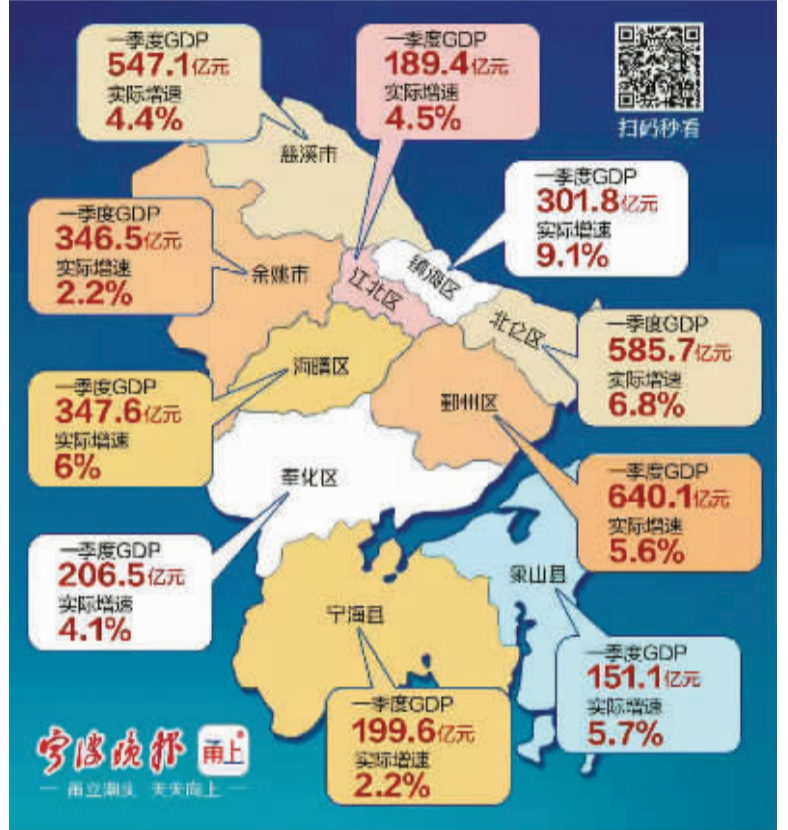 一季度GDP
547.1亿元
实际增速
4.4%
一季度GDP
189.4亿元
实际增速
4.5%
扫码秒看
慈溪市
一季度GDP
301.8亿元
实际增速
9.1%
一季度GDP
346.5亿元
实际增速
2.2%
余姚市
江北区
镇海区
北仑区
一季度GDP
585.7亿元
实际增速
6.8%
海曙区
一季度GDP
347.6亿元
实际增速
6%
鄞州区
奉化区
一季度GDP
640.1亿元
实际增速
5.6%
一季度GDP
206.5亿元
实际增速
4.1%
象山县
宁海县
一季度GDP
151.1亿元
实际增速
5.7%
一季度GDP
199.6亿元
实际增速
2.2%
宁波晚报 甬上
甬立潮头 天天向上